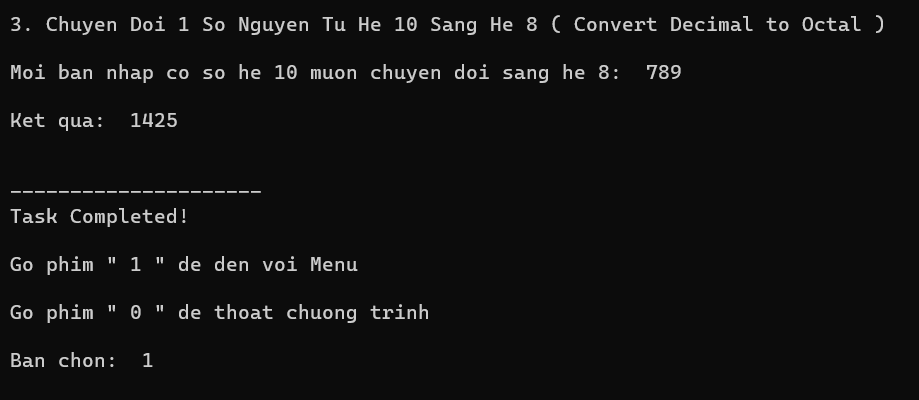 3. Chuyen Doi 1 So Nguyen Tu He 10 Sang He 8 ( Convert Decimal to Octal )
Moi ban nhap co so he 10 muon chuyen doi sang he 8:  789
Ket qua:  1425
_____________________
Task Completed!
Go phim " 1 " de den voi Menu
Go phim " 0 " de thoat chuong trinh
Ban chon:  1